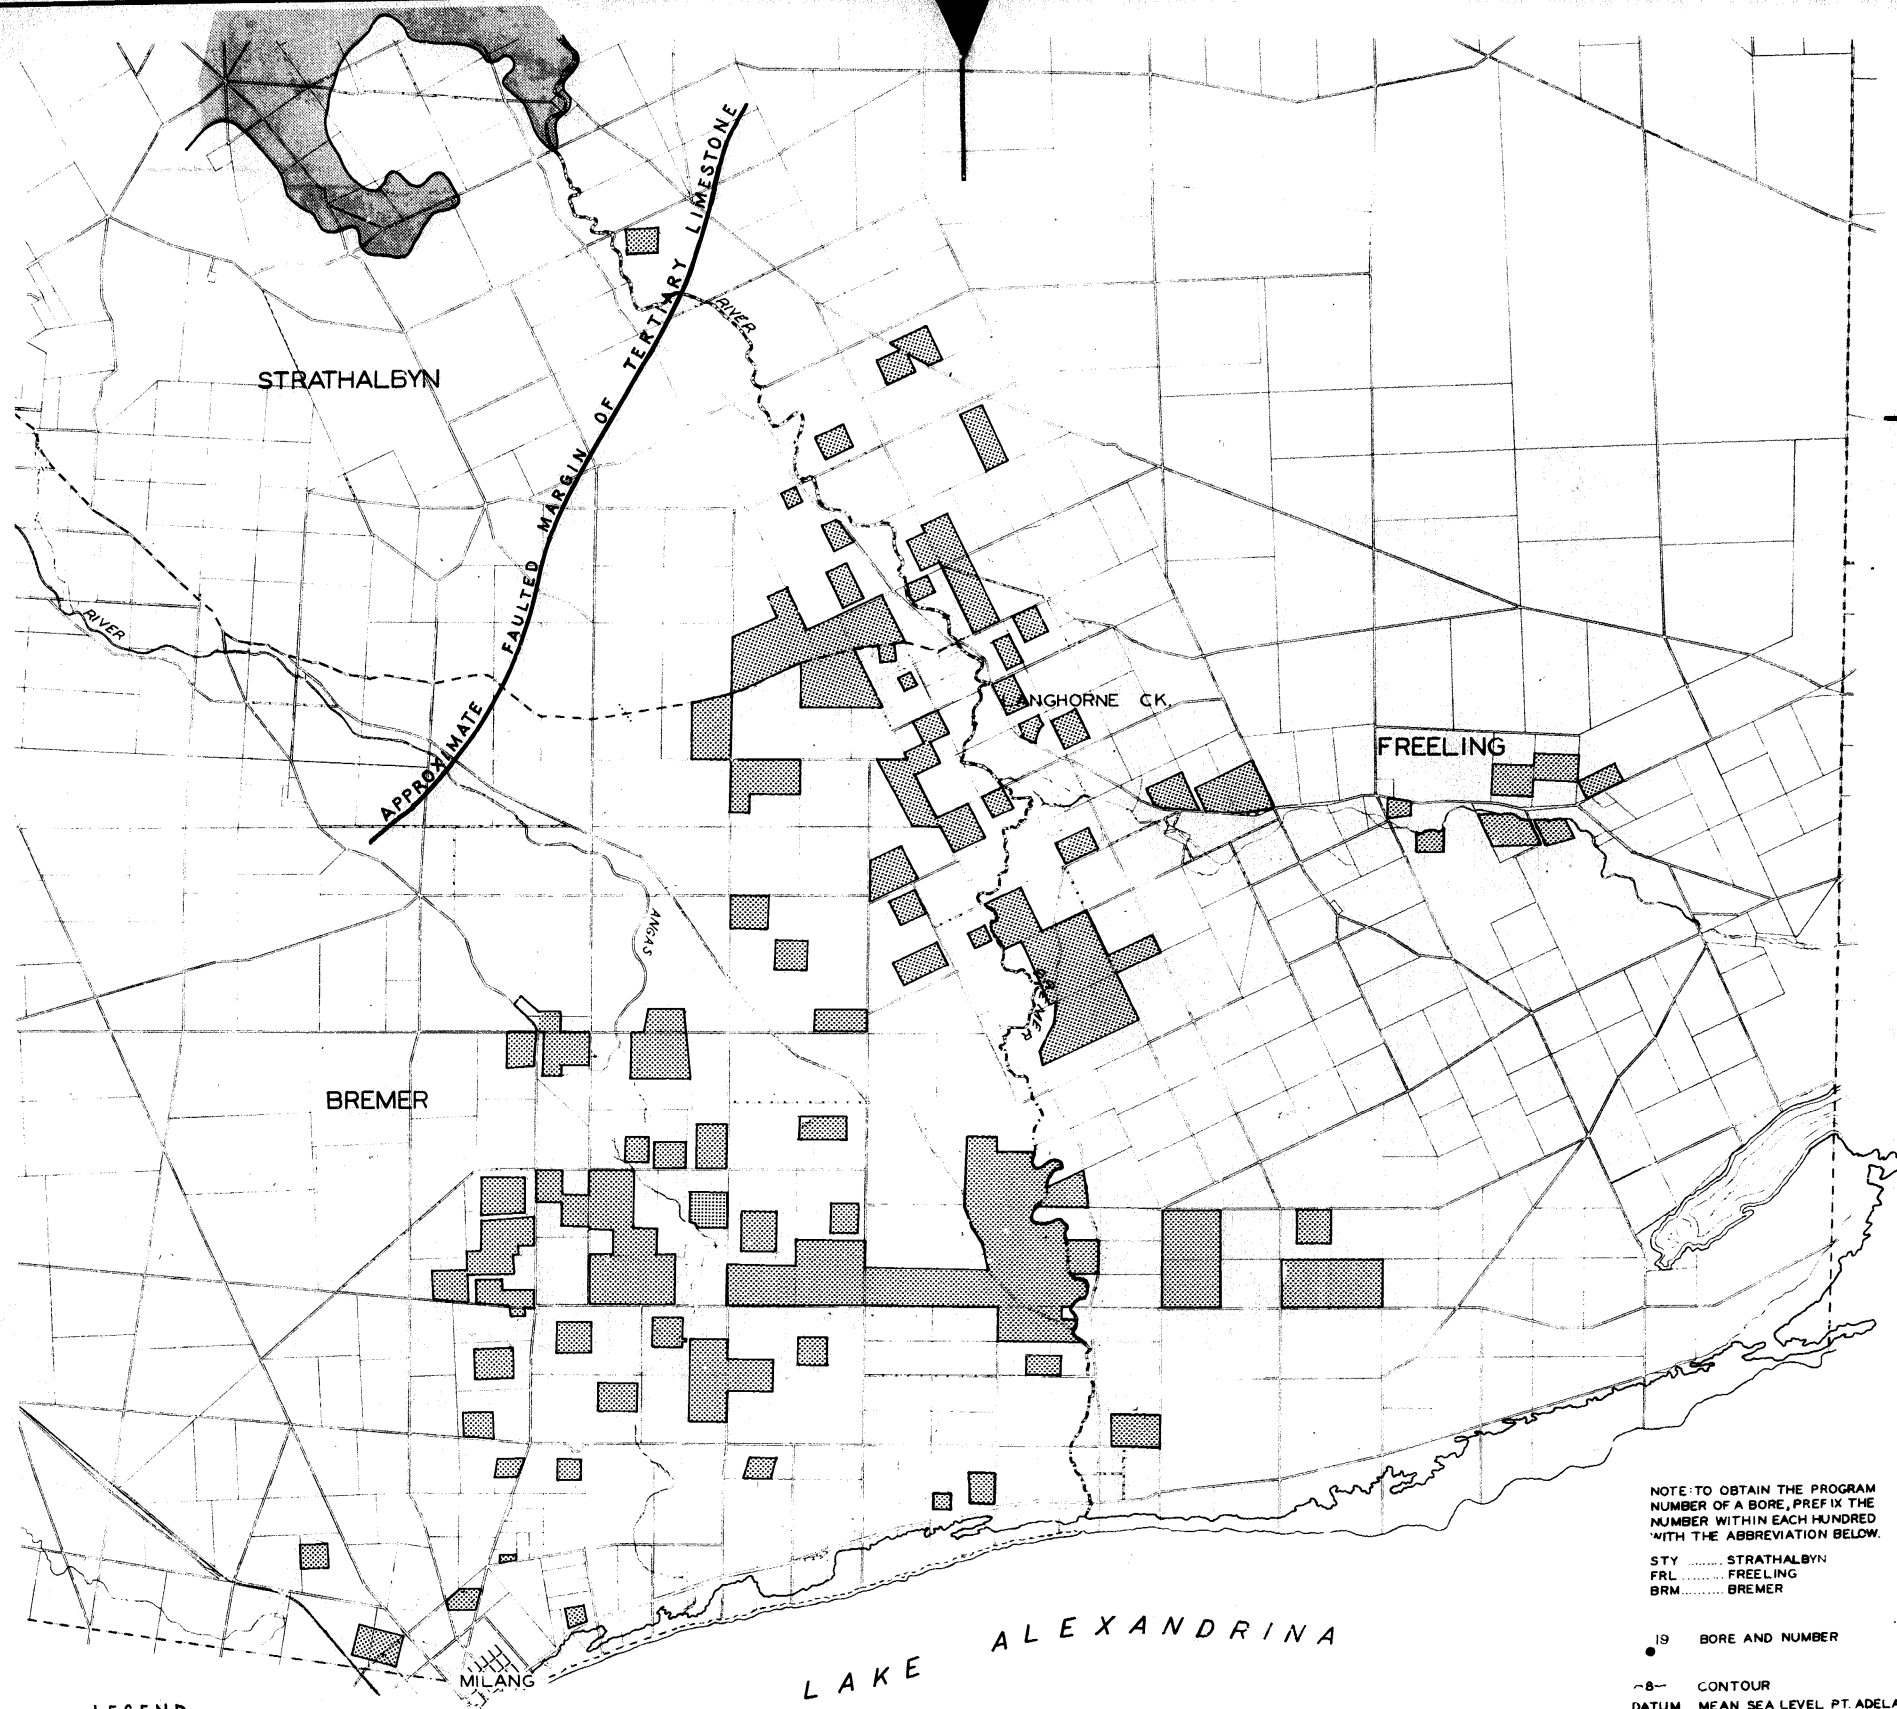 APPROXIMATE FAULTED MARGIN OF TERTIARY LIMESTONE
RIVER
STRATHALBYN
RIVER
LANGHORNE CK.
FREELING
ANGAS
BREMER
BREMER
NOTE: TO OBTAIN THE PROGRAM
NUMBER OF A BORE, PREFIX THE
NUMBER WITHIN EACH HUNDRED
WITH THE ABBREVIATION BELOW.
STY ........ STRATHALBYN
FRL ......... FREELING
BRM ......... BREMER
19 BORE AND NUMBER
LAKE ALEXANDRINA
MILANG
-8- CONTOUR
DATUM MEAN SEA LEVEL PT. ADELA
LEGEND